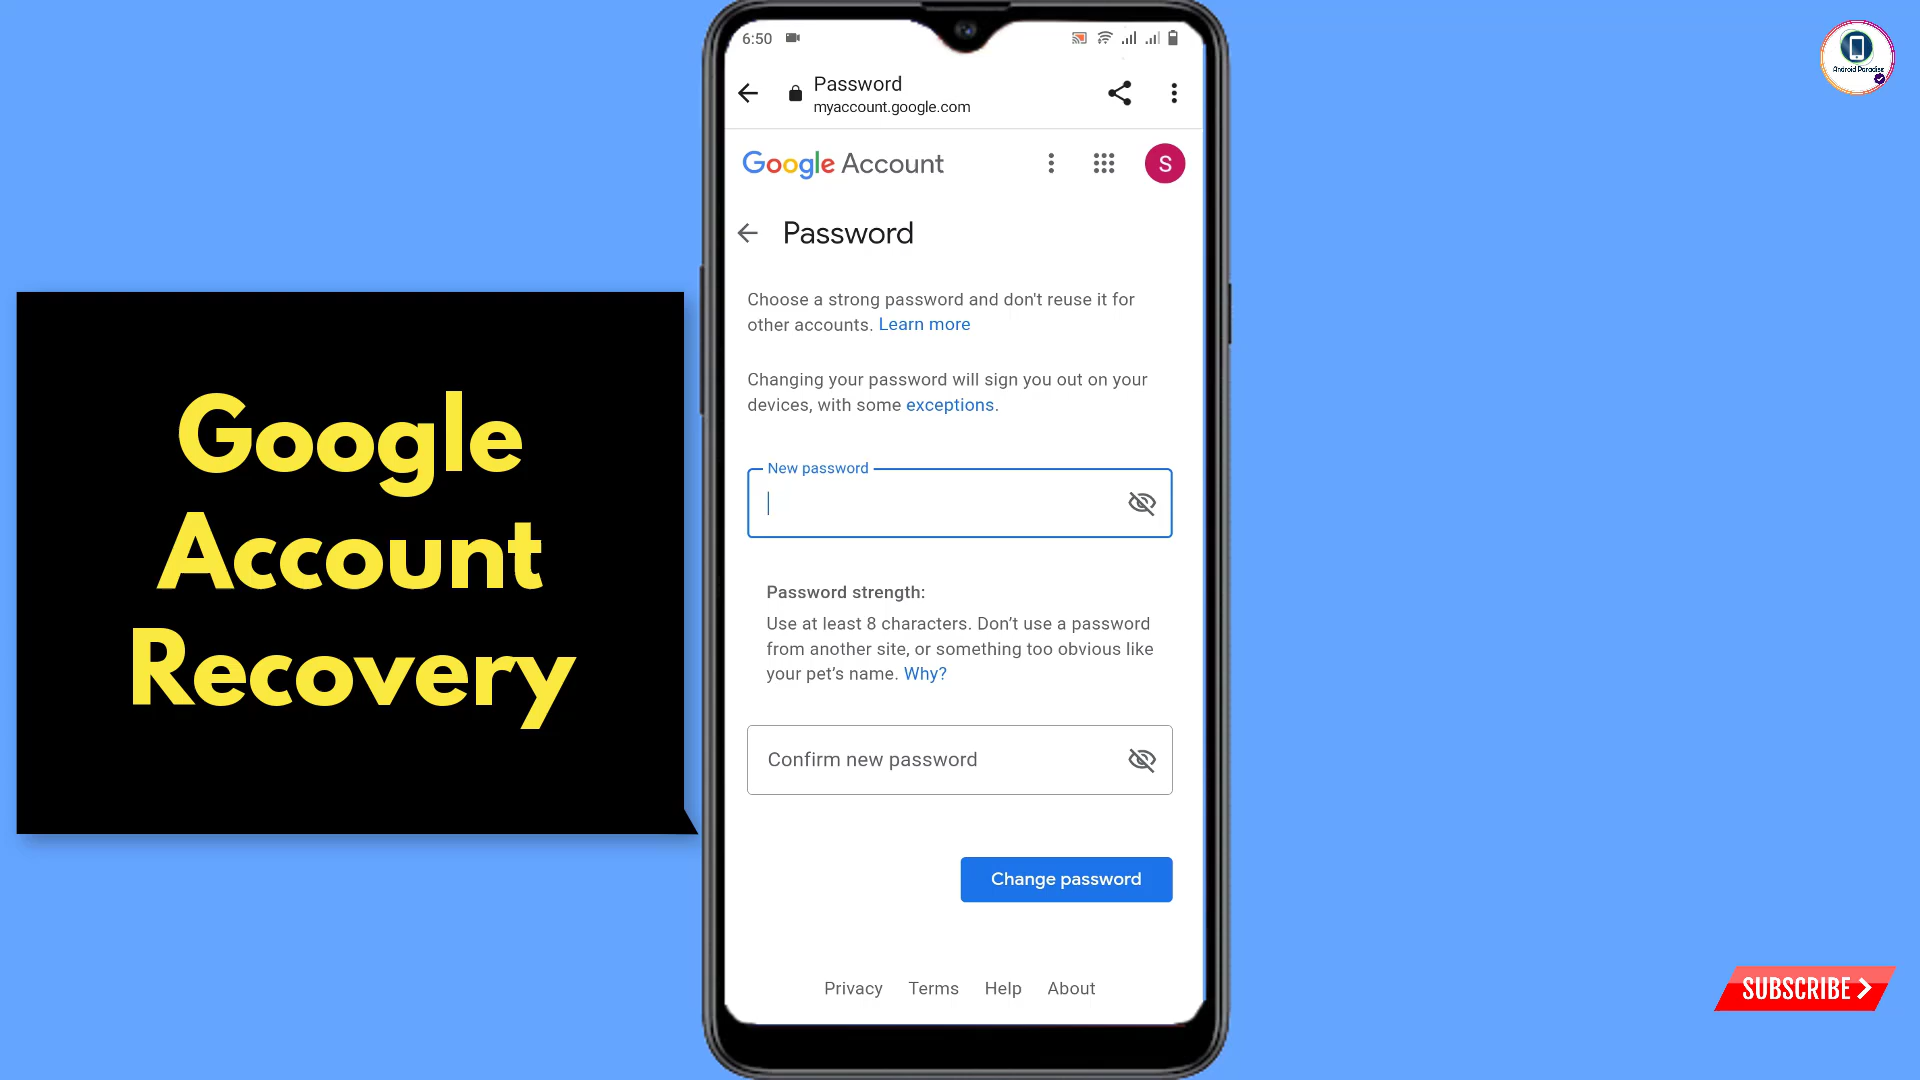 6:50
Password
myaccount.google.com
Google Account
S
Password
Choose a strong password and don't reuse it for
other accounts. Learn more
Changing your password will sign you out on your
devices, with some exceptions.
New password
Password strength:
Use at least 8 characters. Don’t use a password
from another site, or something too obvious like
your pet’s name. Why?
Confirm new password
Change password
Privacy Terms Help About
Google
Account
Recovery
Android Paradise
SUBSCRIBE